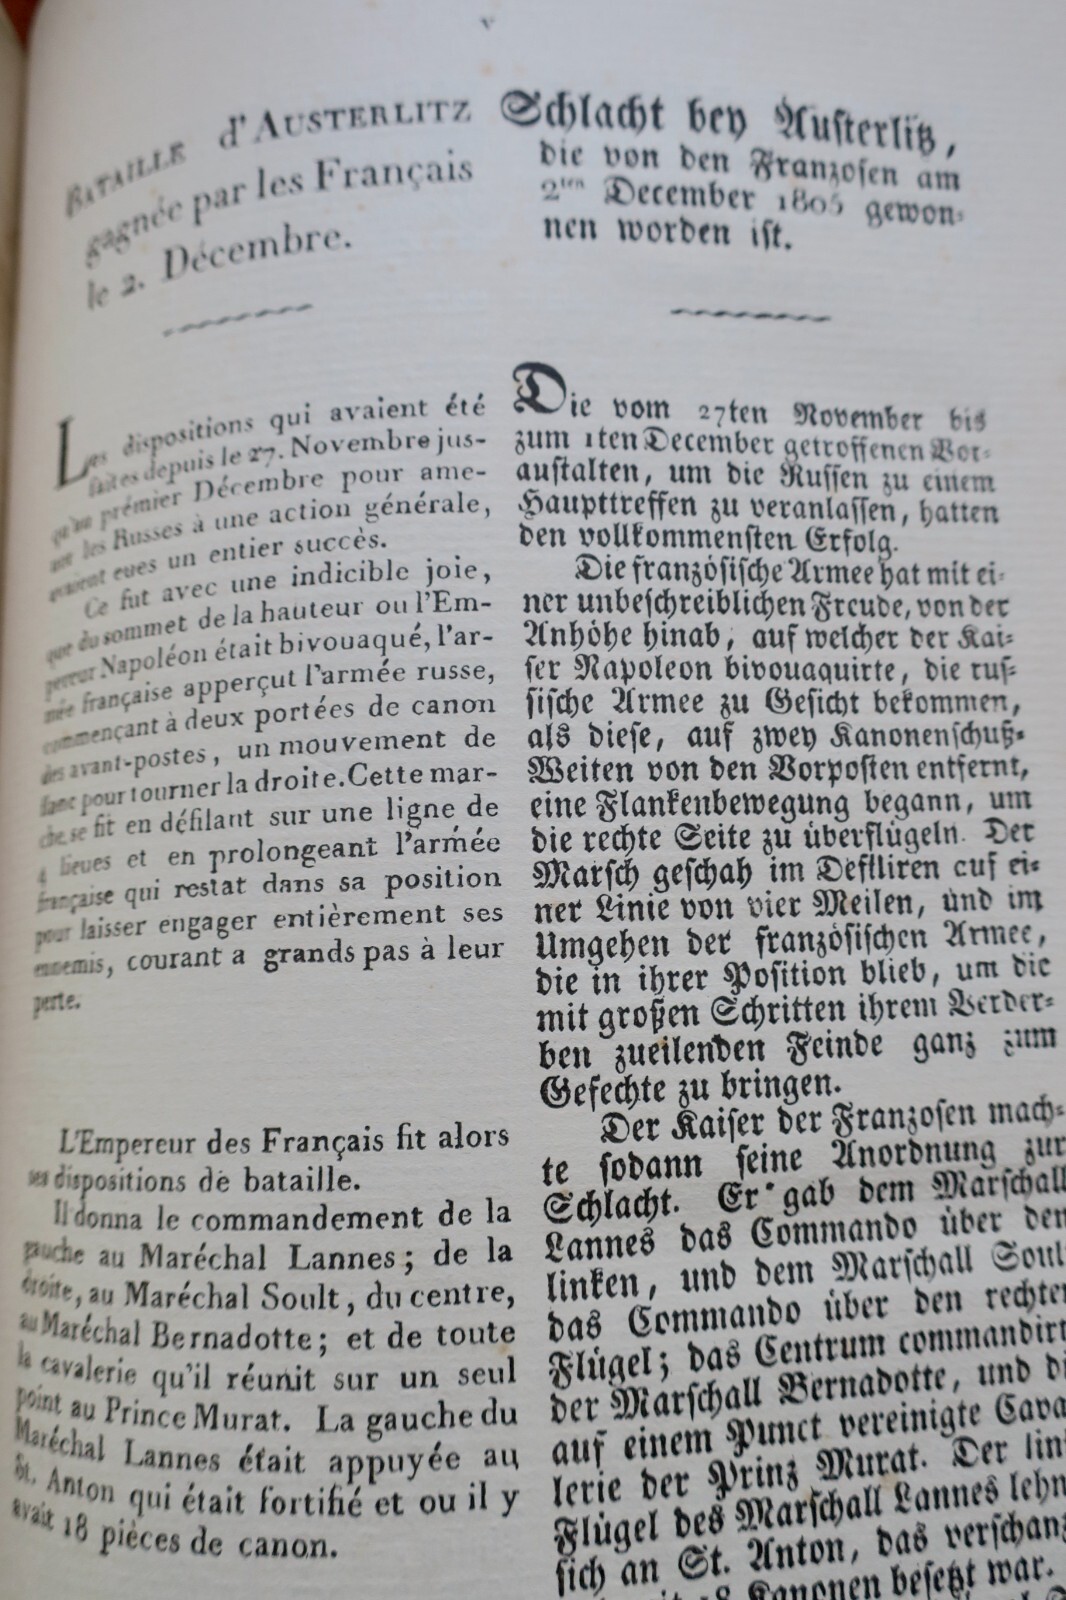 v
BATAILLE d'AUSTERLITZ
gagnée par les Français
le 2. Décembre.
Les dispositions qui avaient été
faites depuis le 27. Novembre jus-
qu'au prémier Décembre pour ame-
ner les Russes à une action générale,
avaient eues un entier succès.
Ce fut avec une indicible joie,
que du sommet de la hauteur ou l'Em-
pereur Napoléon était bivouaqué, l'ar-
mée française apperçut l'armée russe,
commençant à deux portées de canon
des avant-postes, un mouvement de
flanc pour tourner la droite. Cette mar-
che se fit en défilant sur une ligne de
4 lieues et en prolongeant l'armée
française qui restat dans sa position
pour laisser engager entièrement ses
ennemis, courant a grands pas à leur
perte.
L'Empereur des Français fit alors
ses dispositions de bataille.
Il donna le commandement de la
gauche au Maréchal Lannes; de la
droite, au Maréchal Soult, du centre,
au Maréchal Bernadotte; et de toute
la cavalerie qu'il réunit sur un seul
point au Prince Murat. La gauche du
Maréchal Lannes était appuyée au
St. Anton qui était fortifié et ou il y
avait 18 pièces de canon.
Schlacht bey Austerlitz,
die von den Franzosen am
2ten December 1805 gewon-
nen worden ist.
Die vom 27ten November bis
zum 1ten December getroffenen Vor-
austalten, um die Russen zu einem
Haupttreffen zu veranlassen, hatten
den vollkommensten Erfolg.
Die französische Armee hat mit ei-
ner unbeschreiblichen Freude, von der
Anhöhe hinab, auf welcher der Kai-
ser Napoleon bivouaquirte, die rus-
sische Armee zu Gesicht bekommen,
als diese, auf zwey Kanonenschuß-
Weiten von den Vorposten entfernt,
eine Flankenbewegung begann, um
die rechte Seite zu überflügeln. Der
Marsch geschah im Defiliren cuf ei-
ner Linie von vier Meilen, und im
Umgehen der französischen Armee,
die in ihrer Position blieb, um die
mit großen Schritten ihrem Verder-
ben zueilenden Feinde ganz zum
Gefechte zu bringen.
Der Kaiser der Franzosen mach-
te sodann seine Anordnung zur
Schlacht. Er gab dem Marschall
Lannes das Commando über den
linken, und dem Marschall Soult
das Commando über den rechten
Flügel; das Centrum commandirt
der Marschall Bernadotte, und di
auf einem Punct vereinigte Cava
lerie der Prinz Murat. Der lin
Flügel des Marschall Lannes lehn
sich an St. Anton, das verschanz
18 Kanonen besetzt war.